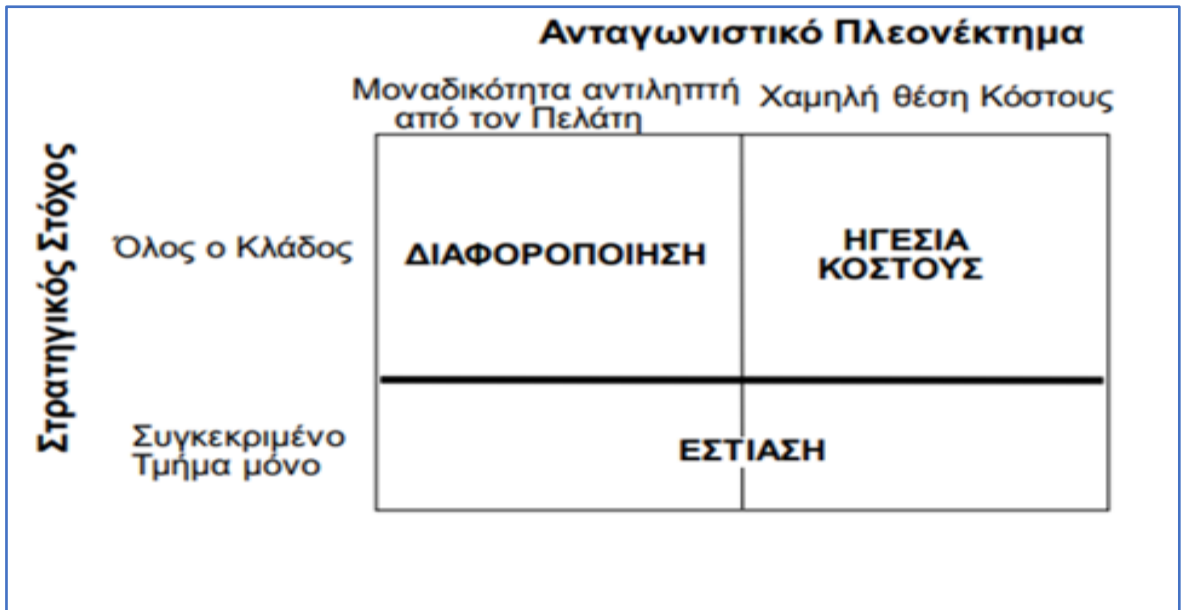 Ανταγωνιστικό Πλεονέκτημα
Μοναδικότητα αντιληπτή
από τον Πελάτη
Χαμηλή θέση Κόστους
Στρατηγικός Στόχος
Όλος ο Κλάδος
ΔΙΑΦΟΡΟΠΟΙΗΣΗ
ΗΓΕΣΙΑ
ΚΟΣΤΟΥΣ
Συγκεκριμένο
Τμήμα μόνο
ΕΣΤΙΑΣΗ